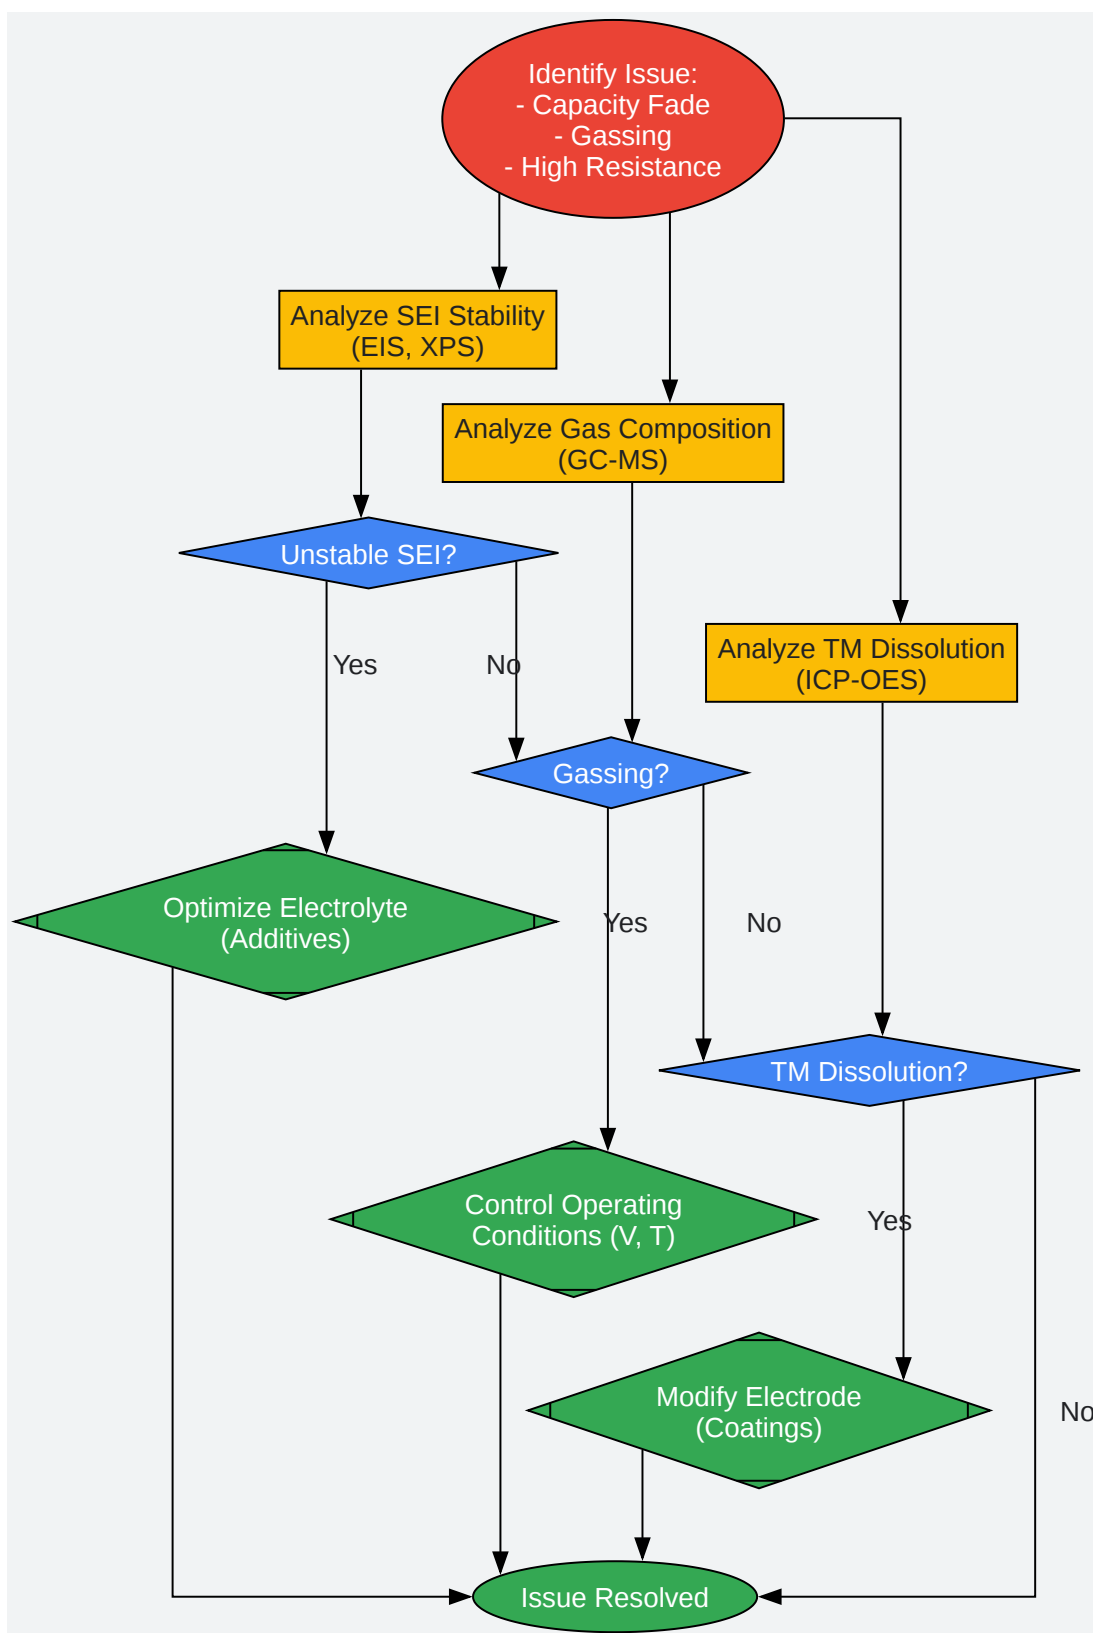 Identify Issue:
- Capacity Fade
- Gassing
- High Resistance
Analyze SEI Stability
(EIS, XPS)
Analyze Gas Composition
(GC-MS)
Unstable SEI?
Analyze TM Dissolution
(ICP-OES)
Yes
No
Gassing?
Optimize Electrolyte
(Additives)
Yes
No
TM Dissolution?
Control Operating
Conditions (V, T)
Yes
Modify Electrode
(Coatings)
No
Issue Resolved